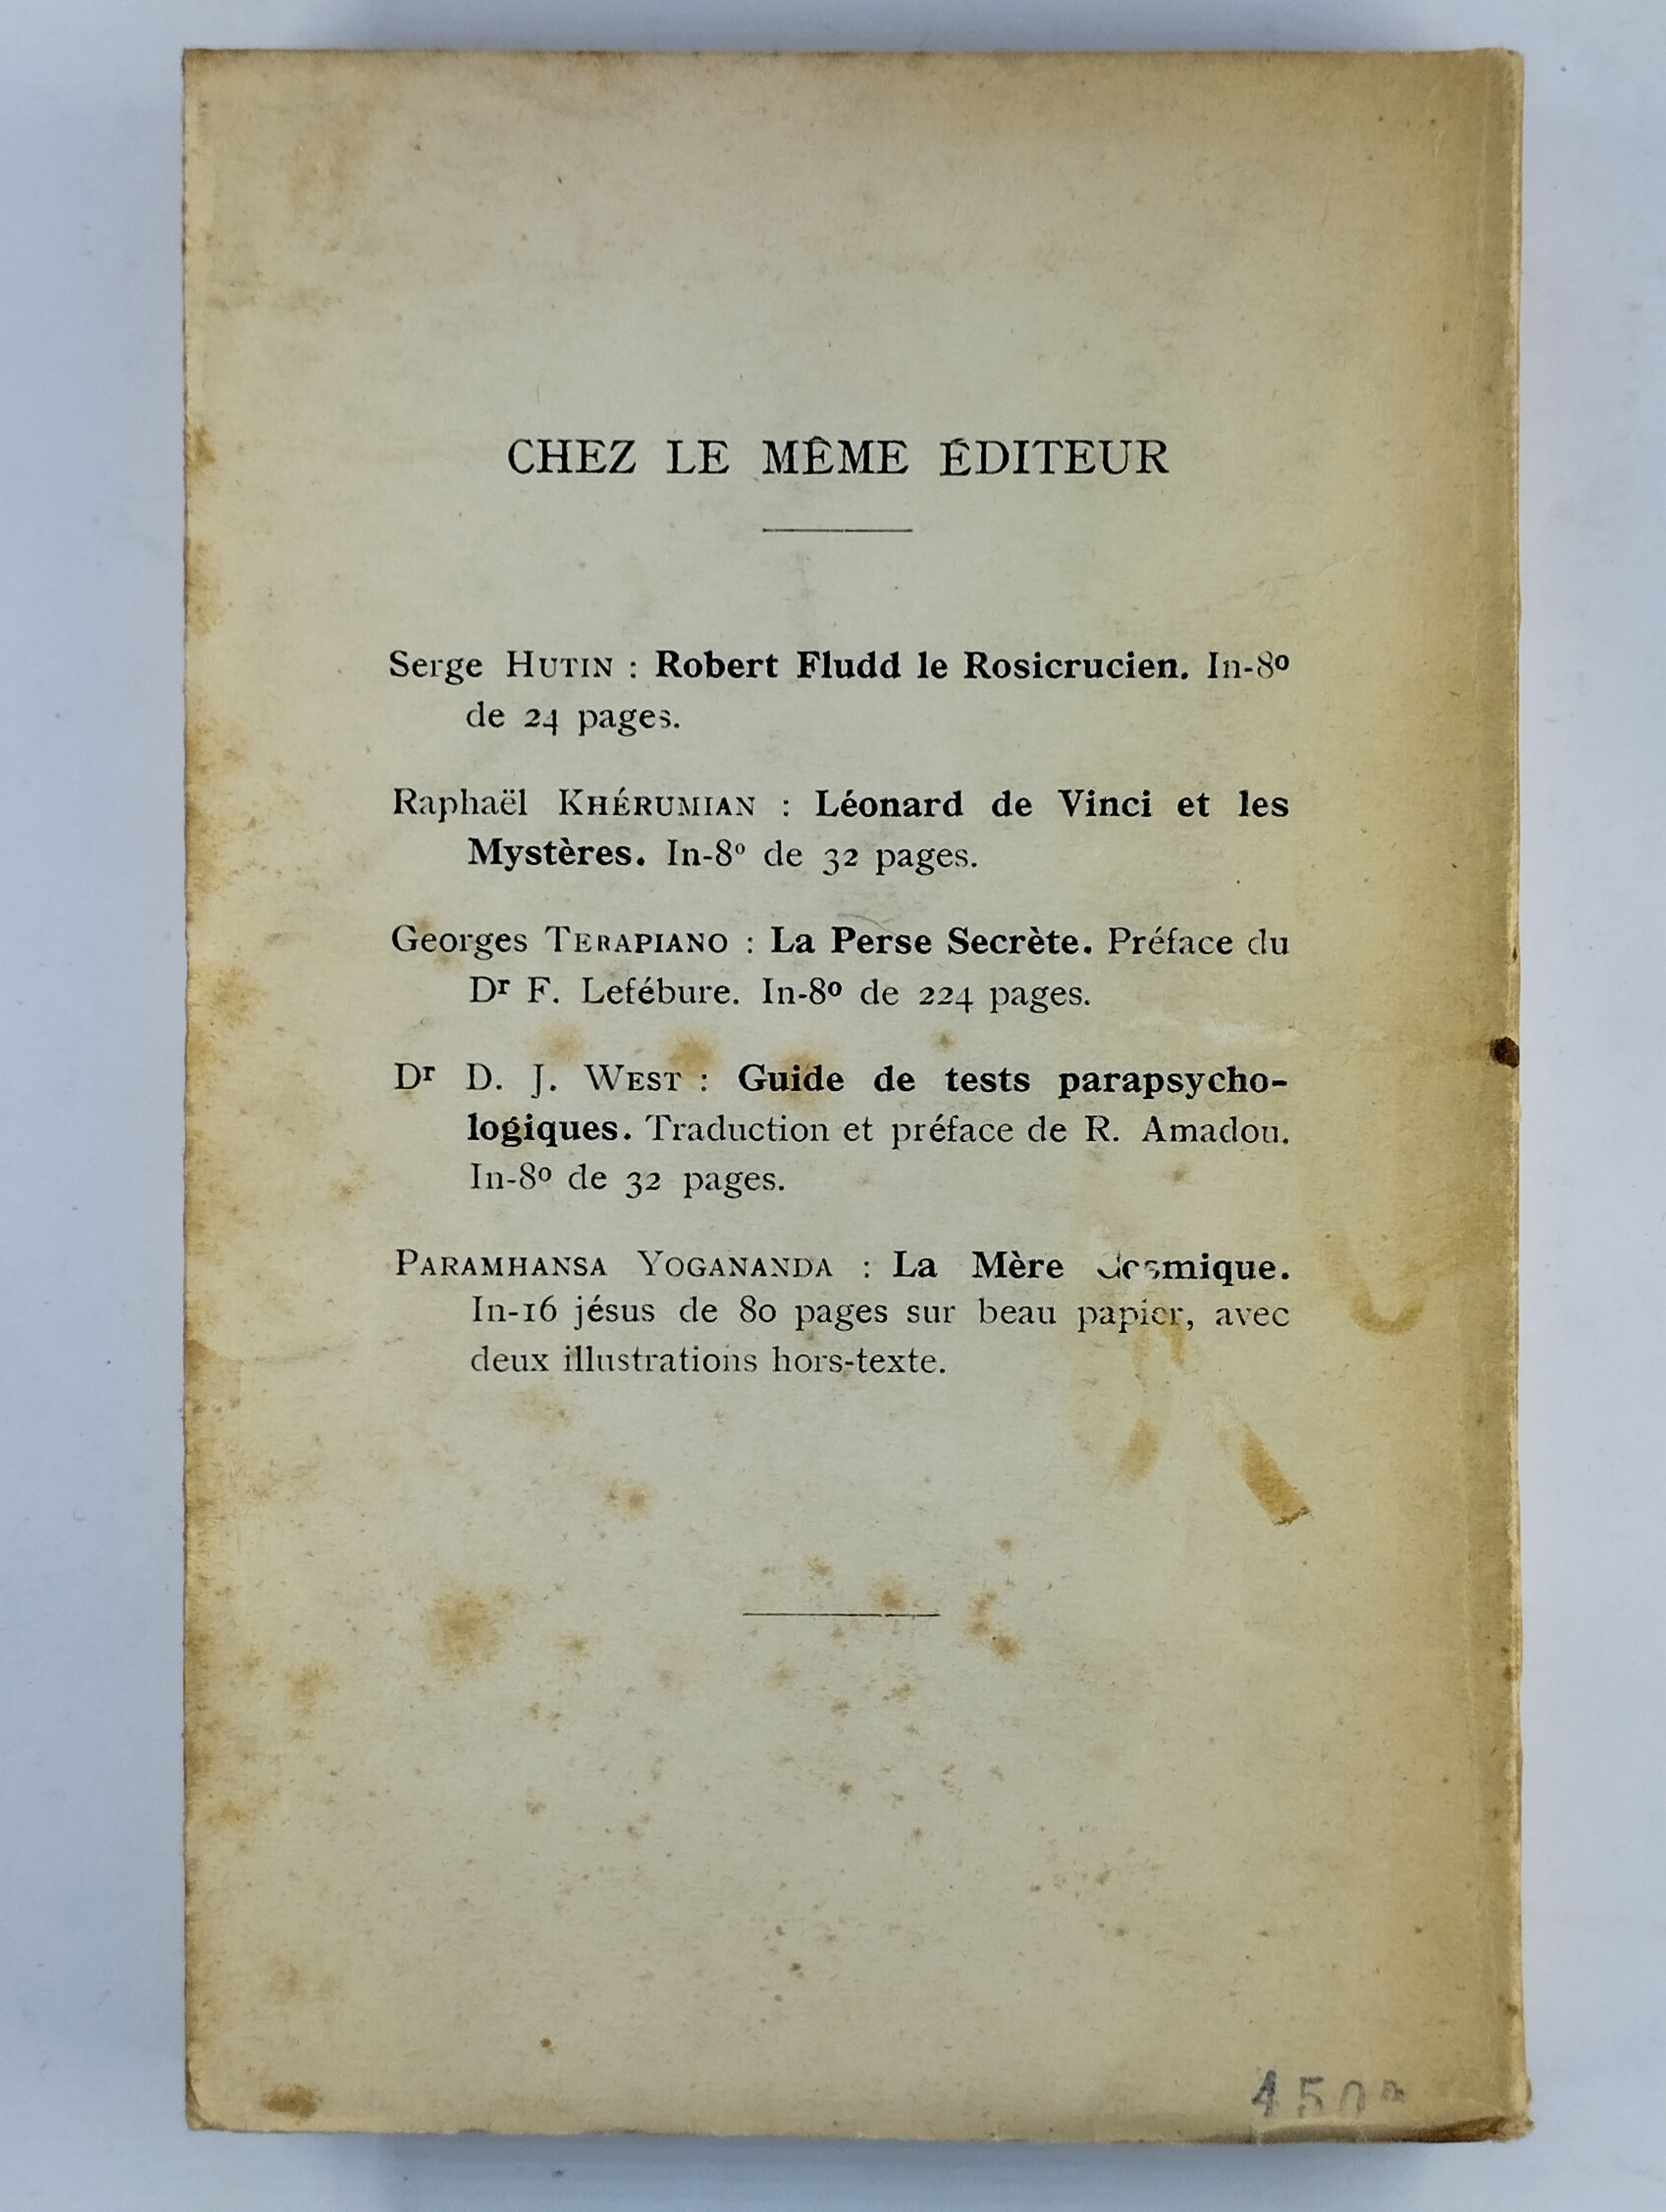 CHEZ LE MÊME ÉDITEUR
Serge HUTIN : Robert Fludd le Rosicrucien. In-8º
de 24 pages.
Raphaël KHÉRUMIAN : Léonard de Vinci et les
Mystères. In-8º de 32 pages.
Georges TERAPIANO : La Perse Secrète. Préface du
Dʳ F. Lefébure. In-8º de 224 pages.
Dʳ D. J. WEST : Guide de tests parapsycho-
logiques. Traduction et préface de R. Amadou.
In-8º de 32 pages.
PARAMHANSA YOGANANDA : La Mère Cosmique.
In-16 jésus de 80 pages sur beau papier, avec
deux illustrations hors-texte.